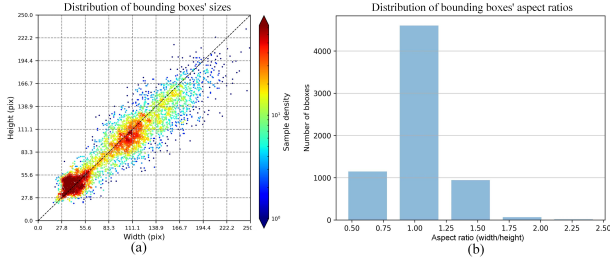 Distribution of bounding boxes' sizes
250.0
222.2
194.4
166.7
138.9
111.1
83.3
55.6
27.8
0.0
Height (pix)
0.0 27.8 55.6 83.3 111.1 138.9 166.7 194.4 222.2 250
Width (pix)
(a)
10¹
10⁰
Sample density
Distribution of bounding boxes' aspect ratios
4000
3000
2000
1000
0
Number of bboxes
0.50 0.75 1.00 1.25 1.50 1.75 2.00 2.25 2.50
Aspect ratio (width/height)
(b)